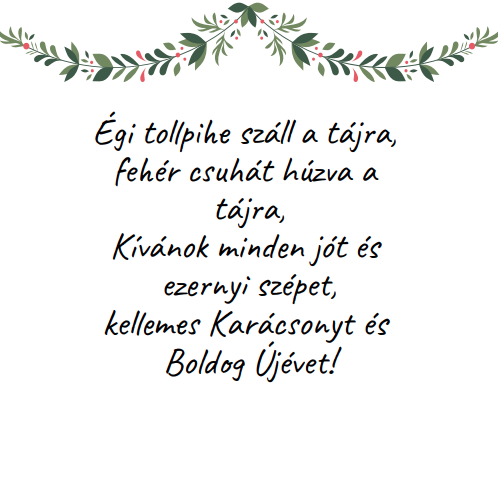 Égi tollpihe száll a tájra,
fehér csuhát húzva a
tájra,
Kívánok minden jót és
ezernyi szépet,
kellemes Karácsonyt és
Boldog Újévet!